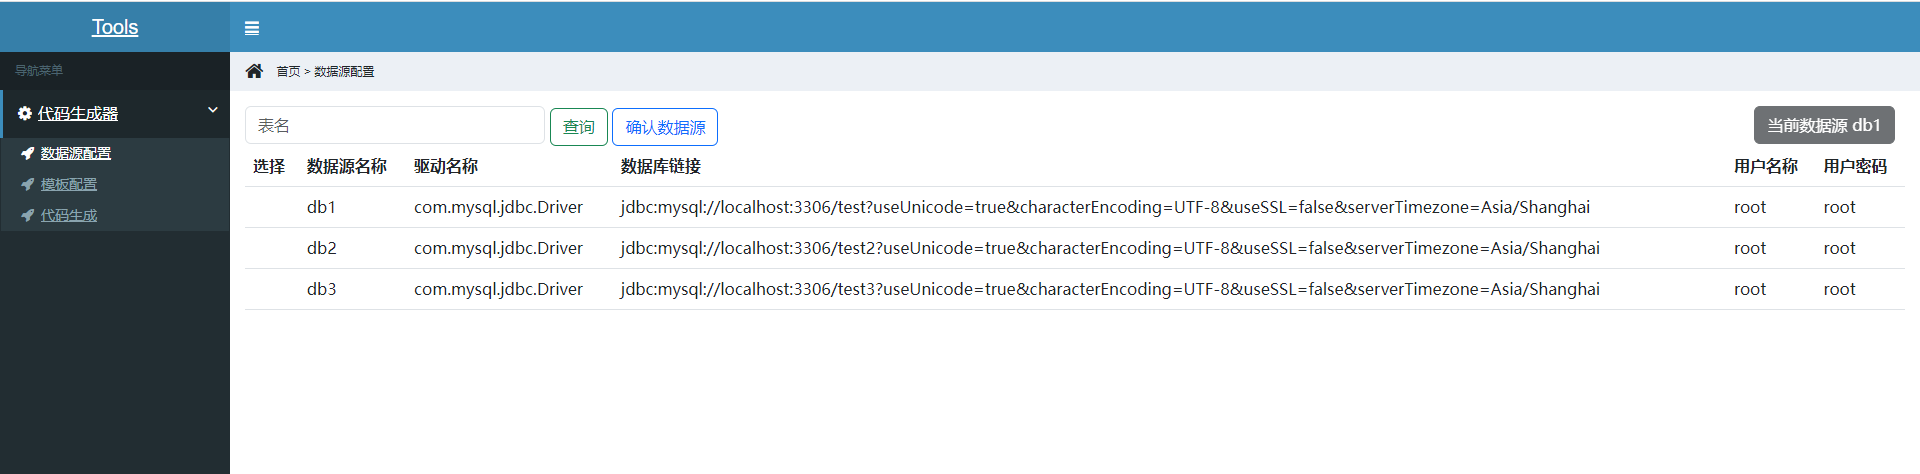 Tools
导航菜单
首页 > 数据源配置
代码生成器
数据源配置
模板配置
代码生成
表名 查询 确认数据源 当前数据源 db1
选择 数据源名称 驱动名称 数据库链接 用户名称 用户密码
db1 com.mysql.jdbc.Driver jdbc:mysql://localhost:3306/test?useUnicode=true&characterEncoding=UTF-8&useSSL=false&serverTimezone=Asia/Shanghai root root
db2 com.mysql.jdbc.Driver jdbc:mysql://localhost:3306/test2?useUnicode=true&characterEncoding=UTF-8&useSSL=false&serverTimezone=Asia/Shanghai root root
db3 com.mysql.jdbc.Driver jdbc:mysql://localhost:3306/test3?useUnicode=true&characterEncoding=UTF-8&useSSL=false&serverTimezone=Asia/Shanghai root root